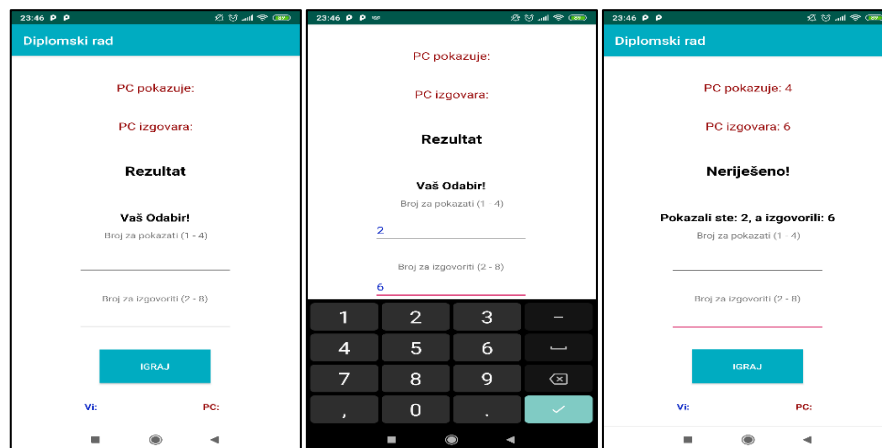 23:46
Diplomski rad
PC pokazuje:
PC izgovara:
Rezultat
Vaš Odabir!
Broj za pokazati (1 - 4)
Broj za izgovoriti (2 - 8)
IGRAJ
Vi: PC:
23:46
PC pokazuje:
PC izgovara:
Rezultat
Vaš Odabir!
Broj za pokazati (1 - 4)
2
Broj za izgovoriti (2 - 8)
6
1 2 3 –
4 5 6
7 8 9
, 0 .
23:46
Diplomski rad
PC pokazuje: 4
PC izgovara: 6
Neriješeno!
Pokazali ste: 2, a izgovorili: 6
Broj za pokazati (1 - 4)
Broj za izgovoriti (2 - 8)
IGRAJ
Vi: PC: